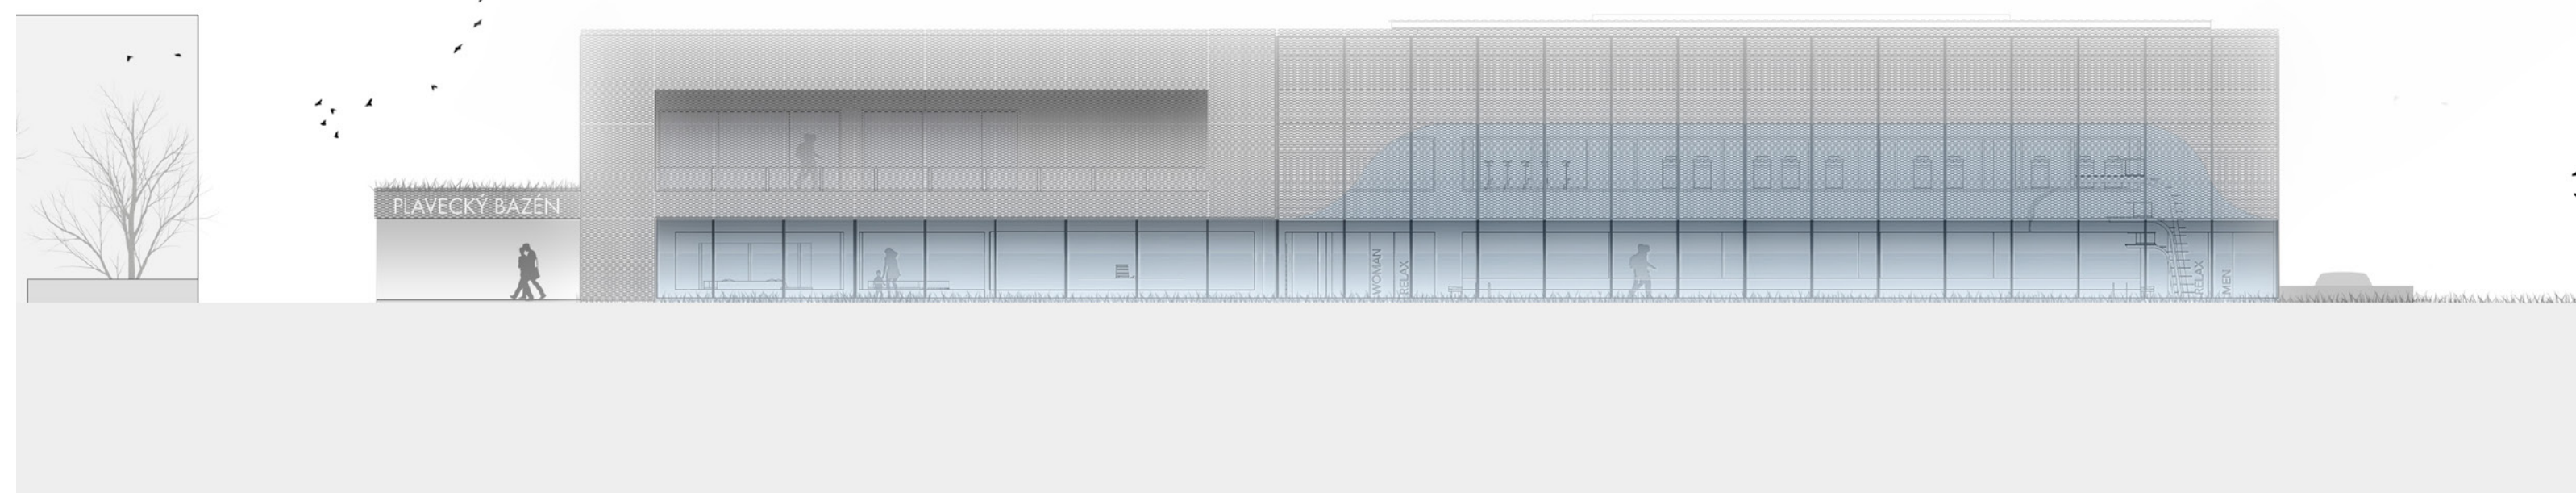 PLAVECKÝ BAZÉN
WOMAN
RELAX
RELAX
MEN